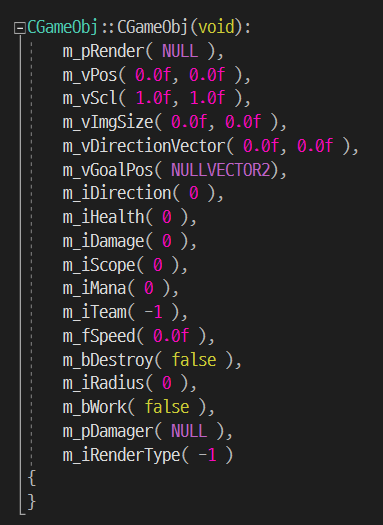 CGameObj::CGameObj(void):
m_pRender( NULL ),
m_vPos( 0.0f, 0.0f ),
m_vScl( 1.0f, 1.0f ),
m_vImgSize( 0.0f, 0.0f ),
m_vDirectionVector( 0.0f, 0.0f ),
m_vGoalPos( NULLVECTOR2),
m_iDirection( 0 ),
m_iHealth( 0 ),
m_iDamage( 0 ),
m_iScope( 0 ),
m_iMana( 0 ),
m_iTeam( -1 ),
m_fSpeed( 0.0f ),
m_bDestroy( false ),
m_iRadius( 0 ),
m_bWork( false ),
m_pDamager( NULL ),
m_iRenderType( -1 )
{
}